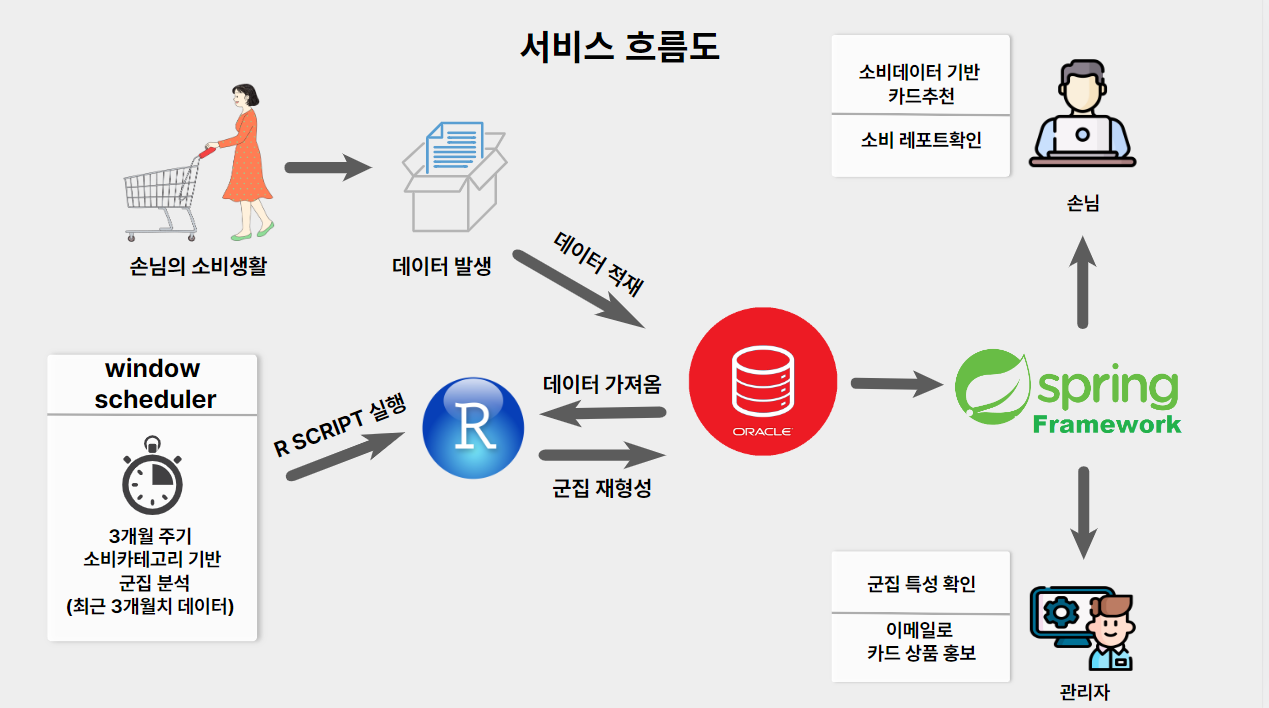 서비스 흐름도
손님의 소비생활
데이터 발생
데이터 적재
window
scheduler
3개월 주기
소비카테고리 기반
군집 분석
(최근 3개월치 데이터)
R SCRIPT 실행
R
데이터 가져옴
군집 재형성
ORACLE
spring
Framework
소비데이터 기반
카드추천
소비 레포트확인
손님
군집 특성 확인
이메일로
카드 상품 홍보
관리자